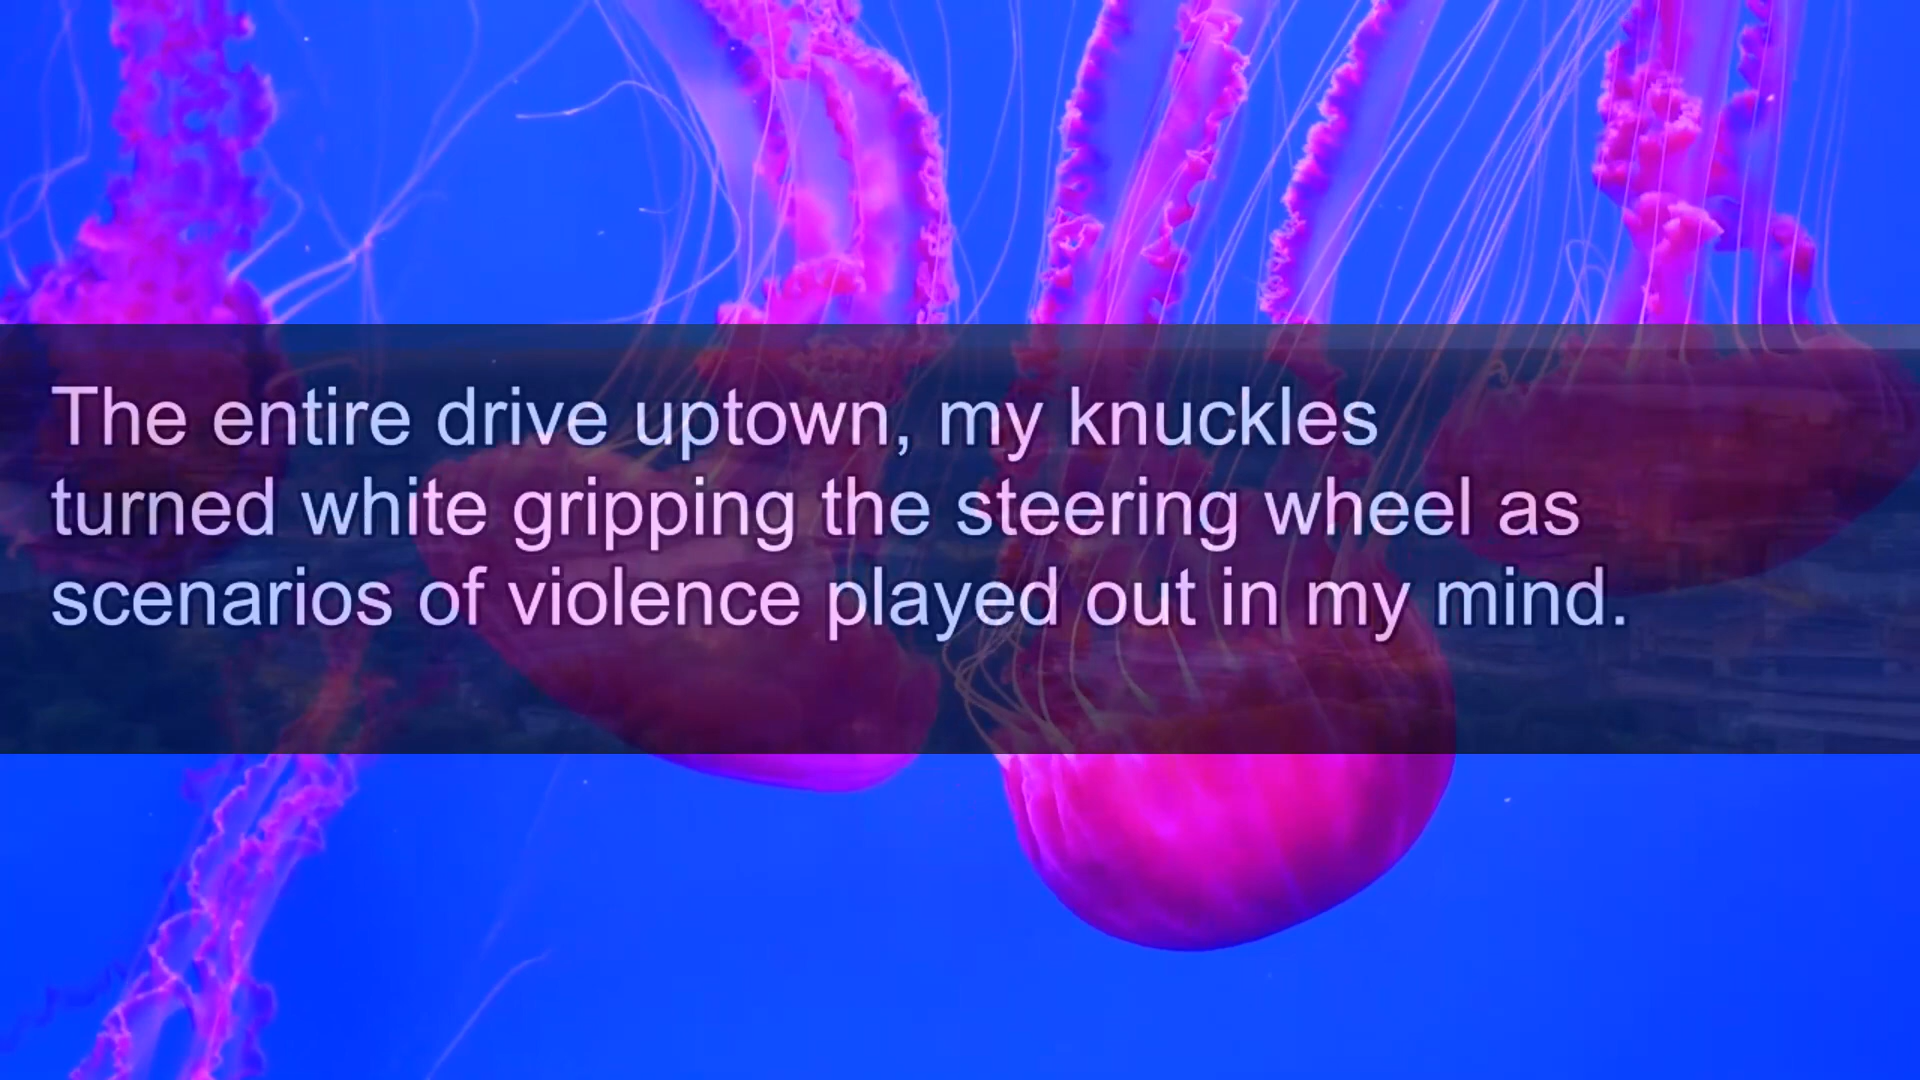 The entire drive uptown, my knuckles
turned white gripping the steering wheel as
scenarios of violence played out in my mind.